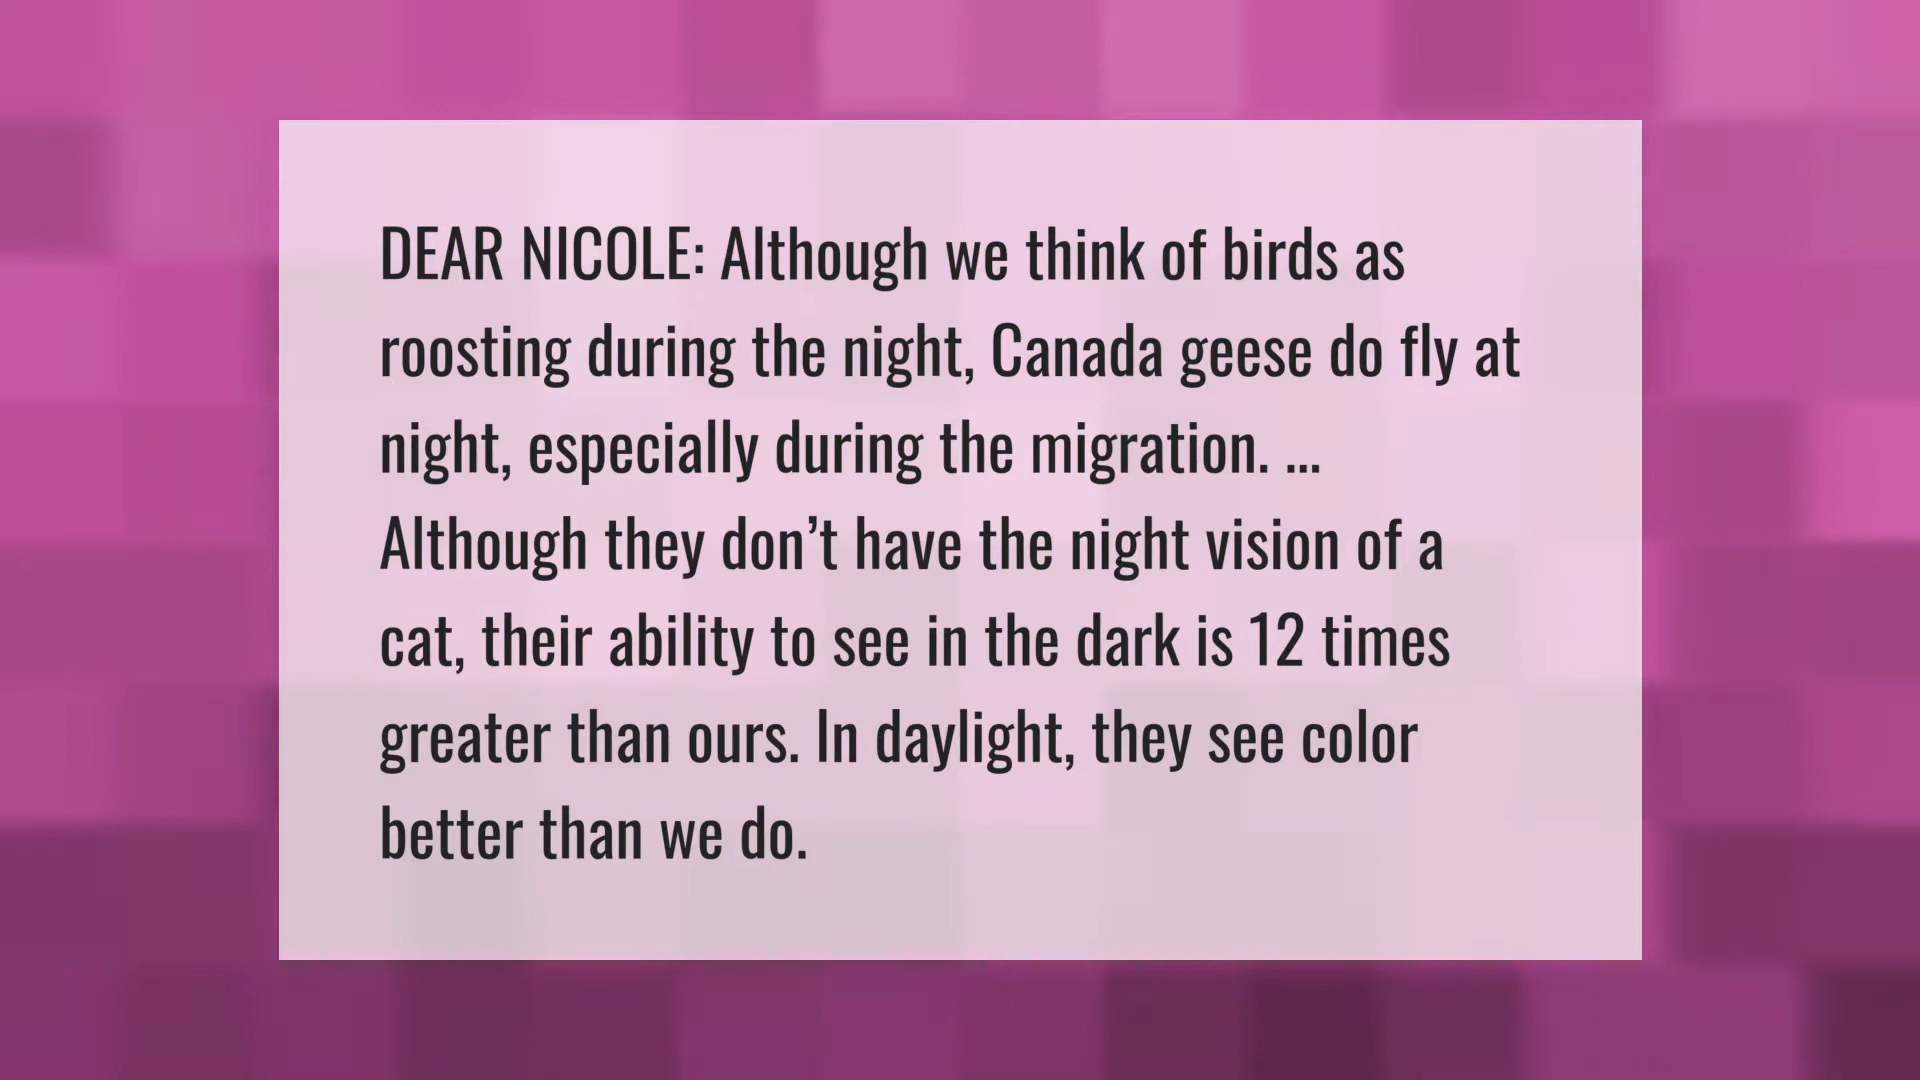 DEAR NICOLE: Although we think of birds as
roosting during the night, Canada geese do fly at
night, especially during the migration. ...
Although they don’t have the night vision of a
cat, their ability to see in the dark is 12 times
greater than ours. In daylight, they see color
better than we do.